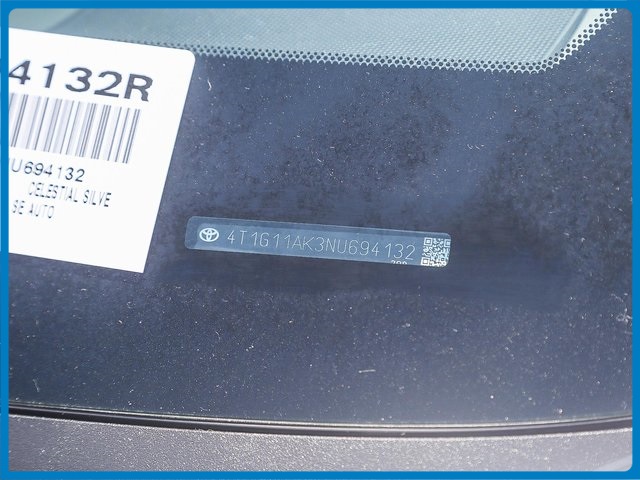 4132R
U694132
CELESTIAL SILVE
SE AUTO
4T1G11AK3NU694132